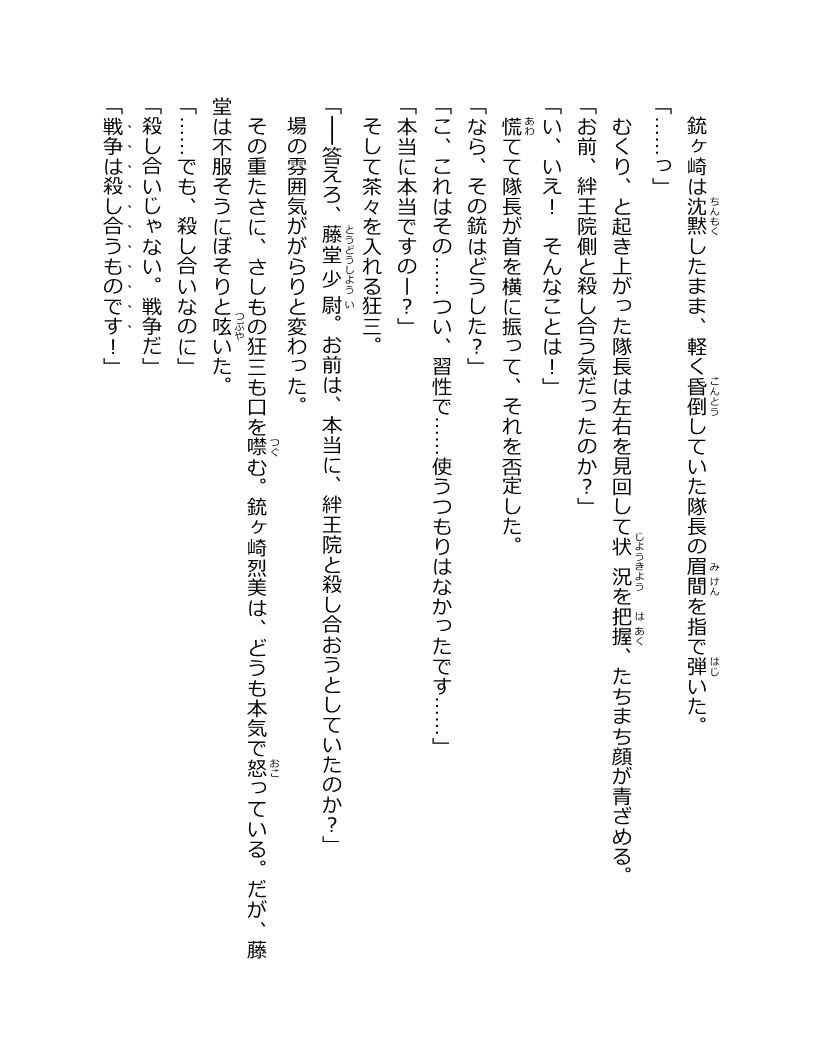 銃ヶ崎は沈黙したまま、軽く昏倒していた隊長の眉間を指で弾いた。
「……っ」
むくり、と起き上がった隊長は左右を見回して状況を把握、たちまち顔が青ざめる。
「お前、絆王院側と殺し合う気だったのか？」
「い、いえ！　そんなことは！」
慌てて隊長が首を横に振って、それを否定した。
「なら、その銃はどうした？」
「こ、これはその……つい、習性で……使うつもりはなかったです……」
「本当に本当ですのー？」
そして茶々を入れる狂三。
「――答えろ、藤堂少尉。お前は、本当に、絆王院と殺し合おうとしていたのか？」
場の雰囲気ががらりと変わった。
その重たさに、さしもの狂三も口を噤む。銃ヶ崎烈美は、どうも本気で怒っている。だが、藤
堂は不服そうにぼそりと呟いた。
「……でも、殺し合いなのに」
「殺し合いじゃない。戦争だ」
「戦争は殺し合うものです！」